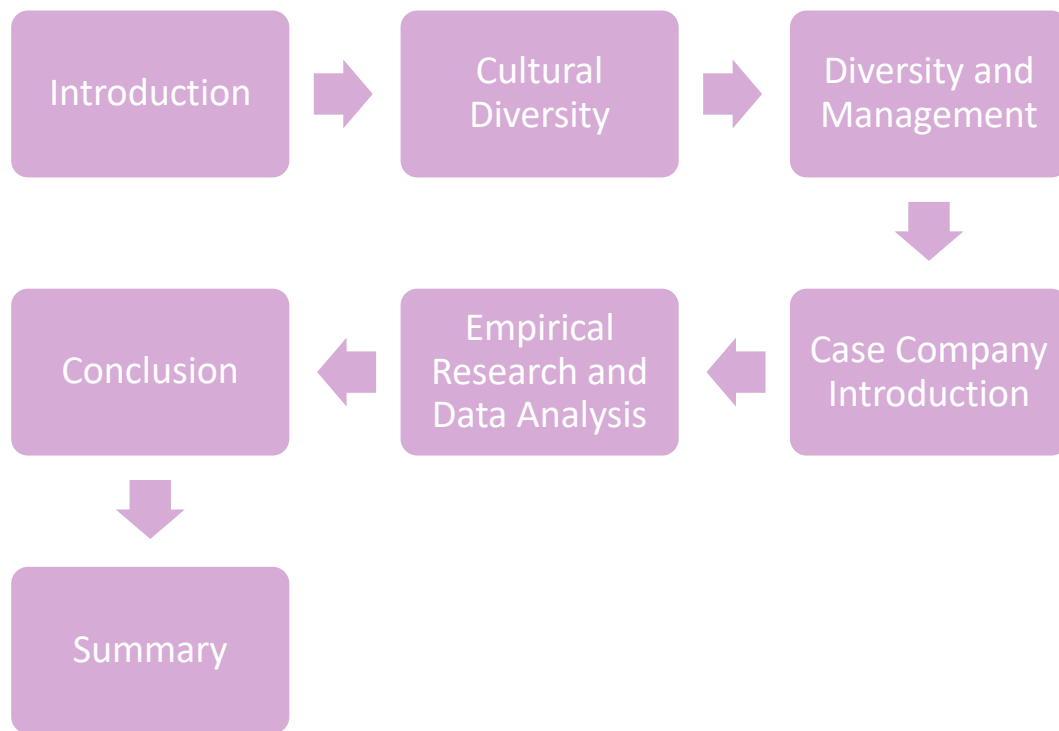 Introduction
Cultural
Diversity
Diversity and
Management
Case Company
Introduction
Empirical
Research and
Data Analysis
Conclusion
Summary